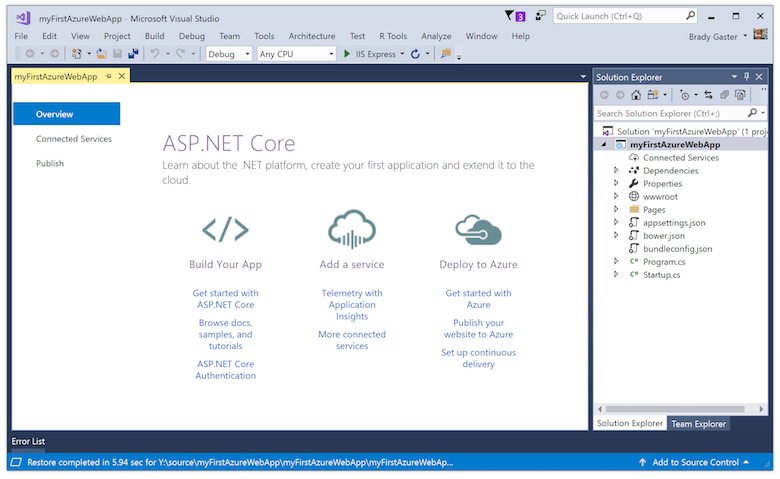 myFirstAzureWebApp - Microsoft Visual Studio
3
Quick Launch (Ctrl+Q)
File Edit View Project Build Debug Team Tools Architecture Test R Tools Analyze Window Help
Brady Gaster
Debug Any CPU IIS Express
myFirstAzureWebApp
Overview
Connected Services
Publish
ASP.NET Core
Learn about the .NET platform, create your first application and extend it to the
cloud.
Build Your App
Get started with
ASP.NET Core
Browse docs,
samples, and
tutorials
ASP.NET Core
Authentication
Add a service
Telemetry with
Application
Insights
More connected
services
Deploy to Azure
Get started with
Azure
Publish your
website to Azure
Set up continuous
delivery
Solution Explorer
Search Solution Explorer (Ctrl+;)
Solution 'myFirstAzureWebApp' (1 proj
myFirstAzureWebApp
Connected Services
Dependencies
Properties
wwwroot
Pages
appsettings.json
bower.json
bundleconfig.json
C# Program.cs
C# Startup.cs
Solution Explorer Team Explorer
Error List
Restore completed in 5.94 sec for Y:\source\myFirstAzureWebApp\myFirstAzureWebApp\myFirstAzureWebAp...
Add to Source Control